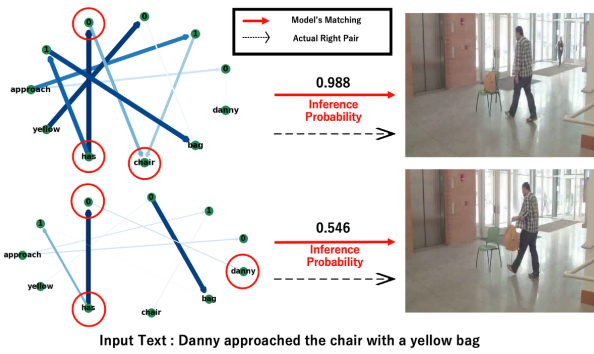 Model's Matching
Actual Right Pair
0
0
1
1
0
approach
danny
yellow
bag
has
chair
0.988
Inference
Probability
0
0
1
1
0
approach
danny
yellow
bag
has
chair
0.546
Inference
Probability
Input Text : Danny approached the chair with a yellow bag